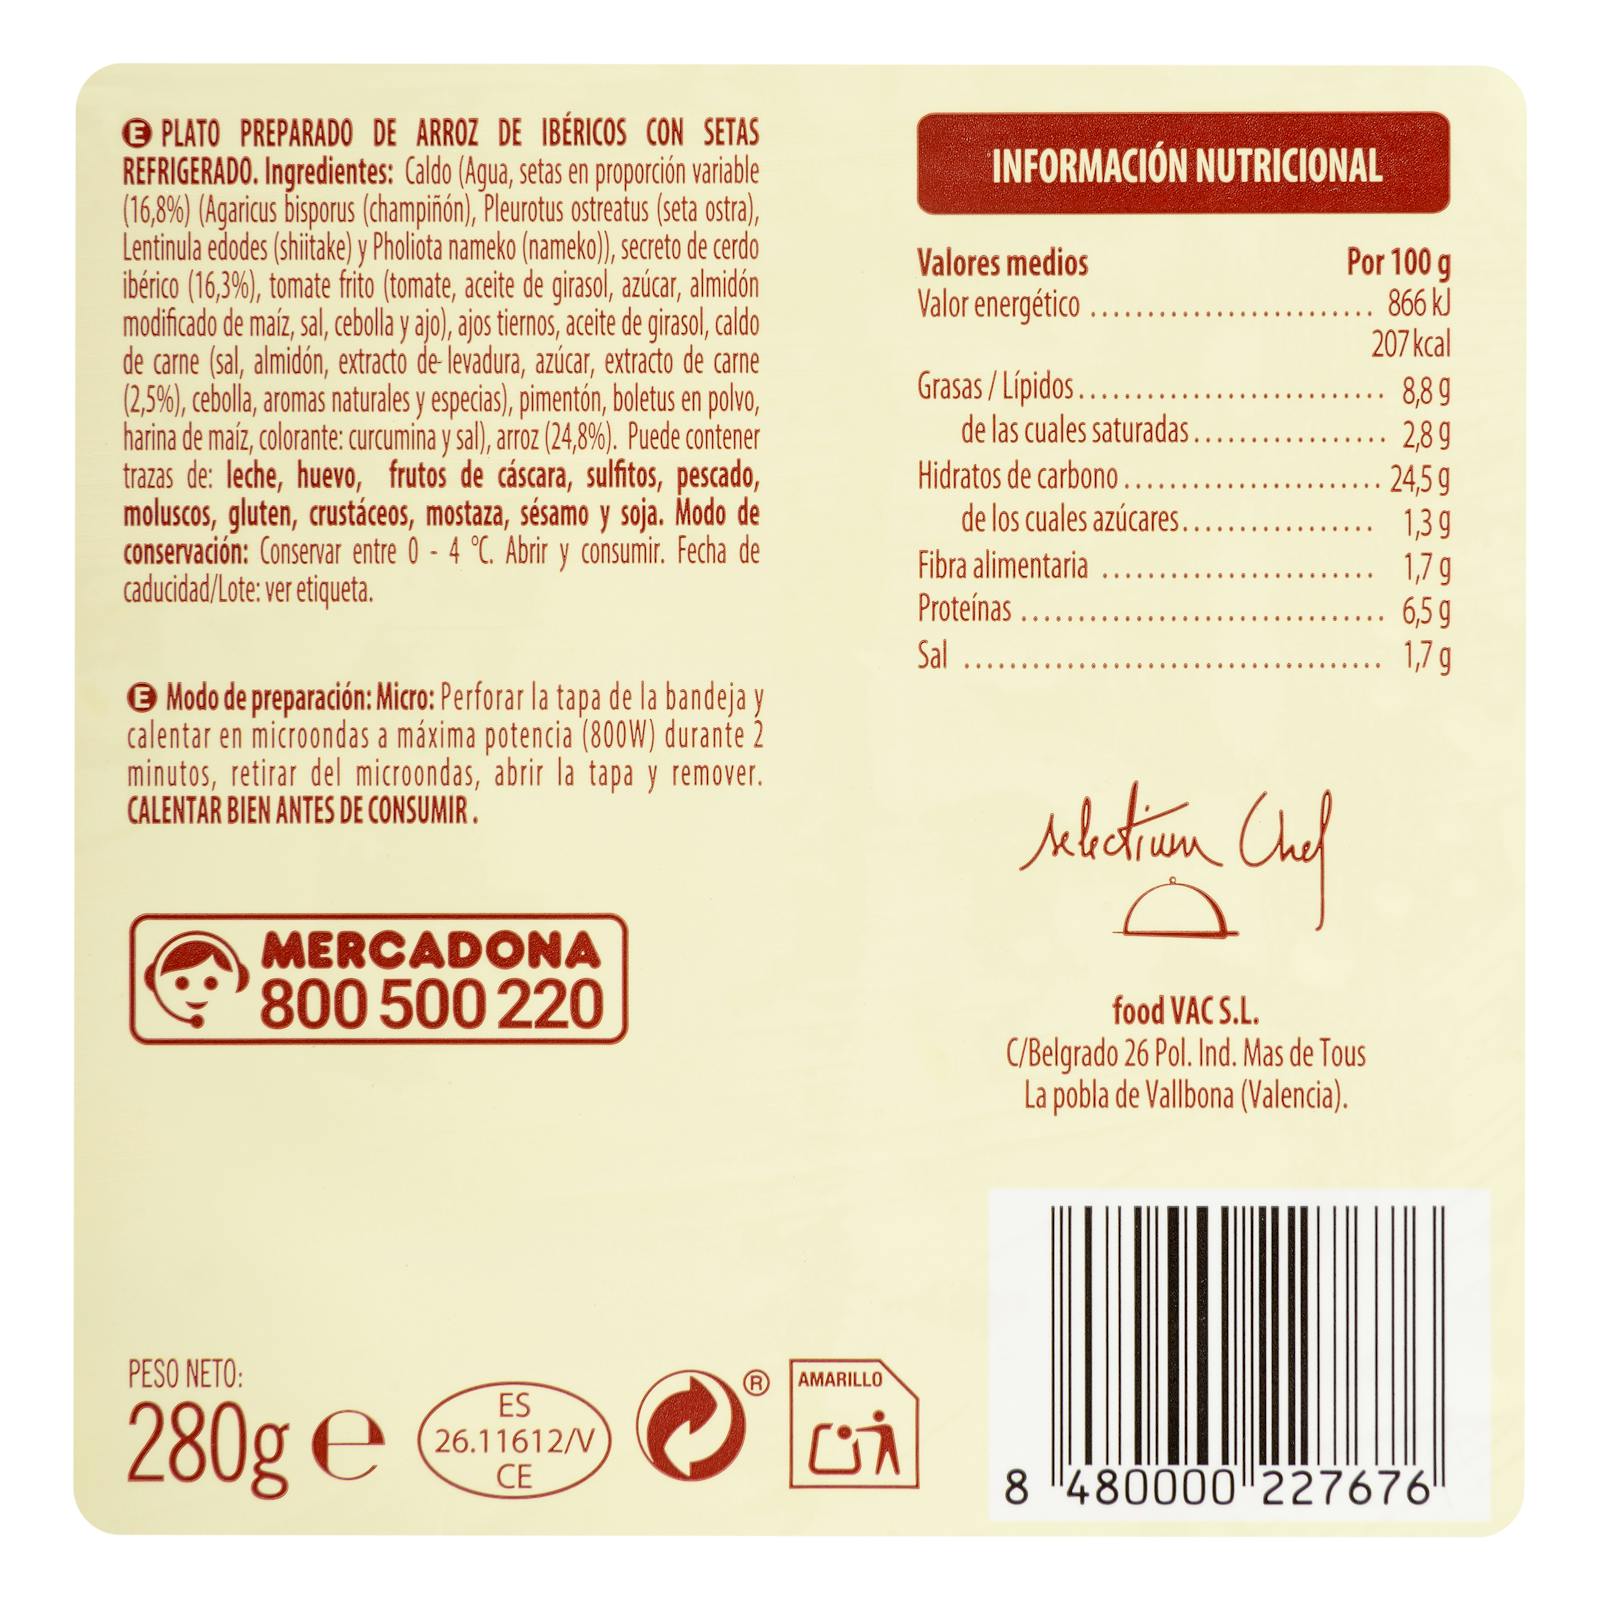 E PLATO PREPARADO DE ARROZ DE IBÉRICOS CON SETAS
REFRIGERADO. Ingredientes: Caldo (Agua, setas en proporción variable
(16,8%) (Agaricus bisporus (champiñón), Pleurotus ostreatus (seta ostra),
Lentinula edodes (shiitake) y Pholiota nameko (nameko)), secreto de cerdo
ibérico (16,3%), tomate frito (tomate, aceite de girasol, azúcar, almidón
modificado de maíz, sal, cebolla y ajo), ajos tiernos, aceite de girasol, caldo
de carne (sal, almidón, extracto de levadura, azúcar, extracto de carne
(2,5%), cebolla, aromas naturales y especias), pimentón, boletus en polvo,
harina de maíz, colorante: curcumina y sal), arroz (24,8%). Puede contener
trazas de: leche, huevo, frutos de cáscara, sulfitos, pescado,
moluscos, gluten, crustáceos, mostaza, sésamo y soja. Modo de
conservación: Conservar entre 0 - 4 °C. Abrir y consumir. Fecha de
caducidad/Lote: ver etiqueta.
E Modo de preparación: Micro: Perforar la tapa de la bandeja y
calentar en microondas a máxima potencia (800W) durante 2
minutos, retirar del microondas, abrir la tapa y remover.
CALENTAR BIEN ANTES DE CONSUMIR.
MERCADONA
800 500 220
PESO NETO:
280g e
ES
26.11612/V
CE
®
AMARILLO
INFORMACIÓN NUTRICIONAL
Valores medios Por 100 g
Valor energético ........................ 866 kJ
207 kcal
Grasas / Lípidos ........................... 8,8 g
de las cuales saturadas ................. 2,8 g
Hidratos de carbono ...................... 24,5 g
de los cuales azúcares ................. 1,3 g
Fibra alimentaria ........................ 1,7 g
Proteínas ............................... 6,5 g
Sal .................................... 1,7 g
selectium Chef
food VAC S.L.
C/Belgrado 26 Pol. Ind. Mas de Tous
La pobla de Vallbona (Valencia).
8 480000 227676